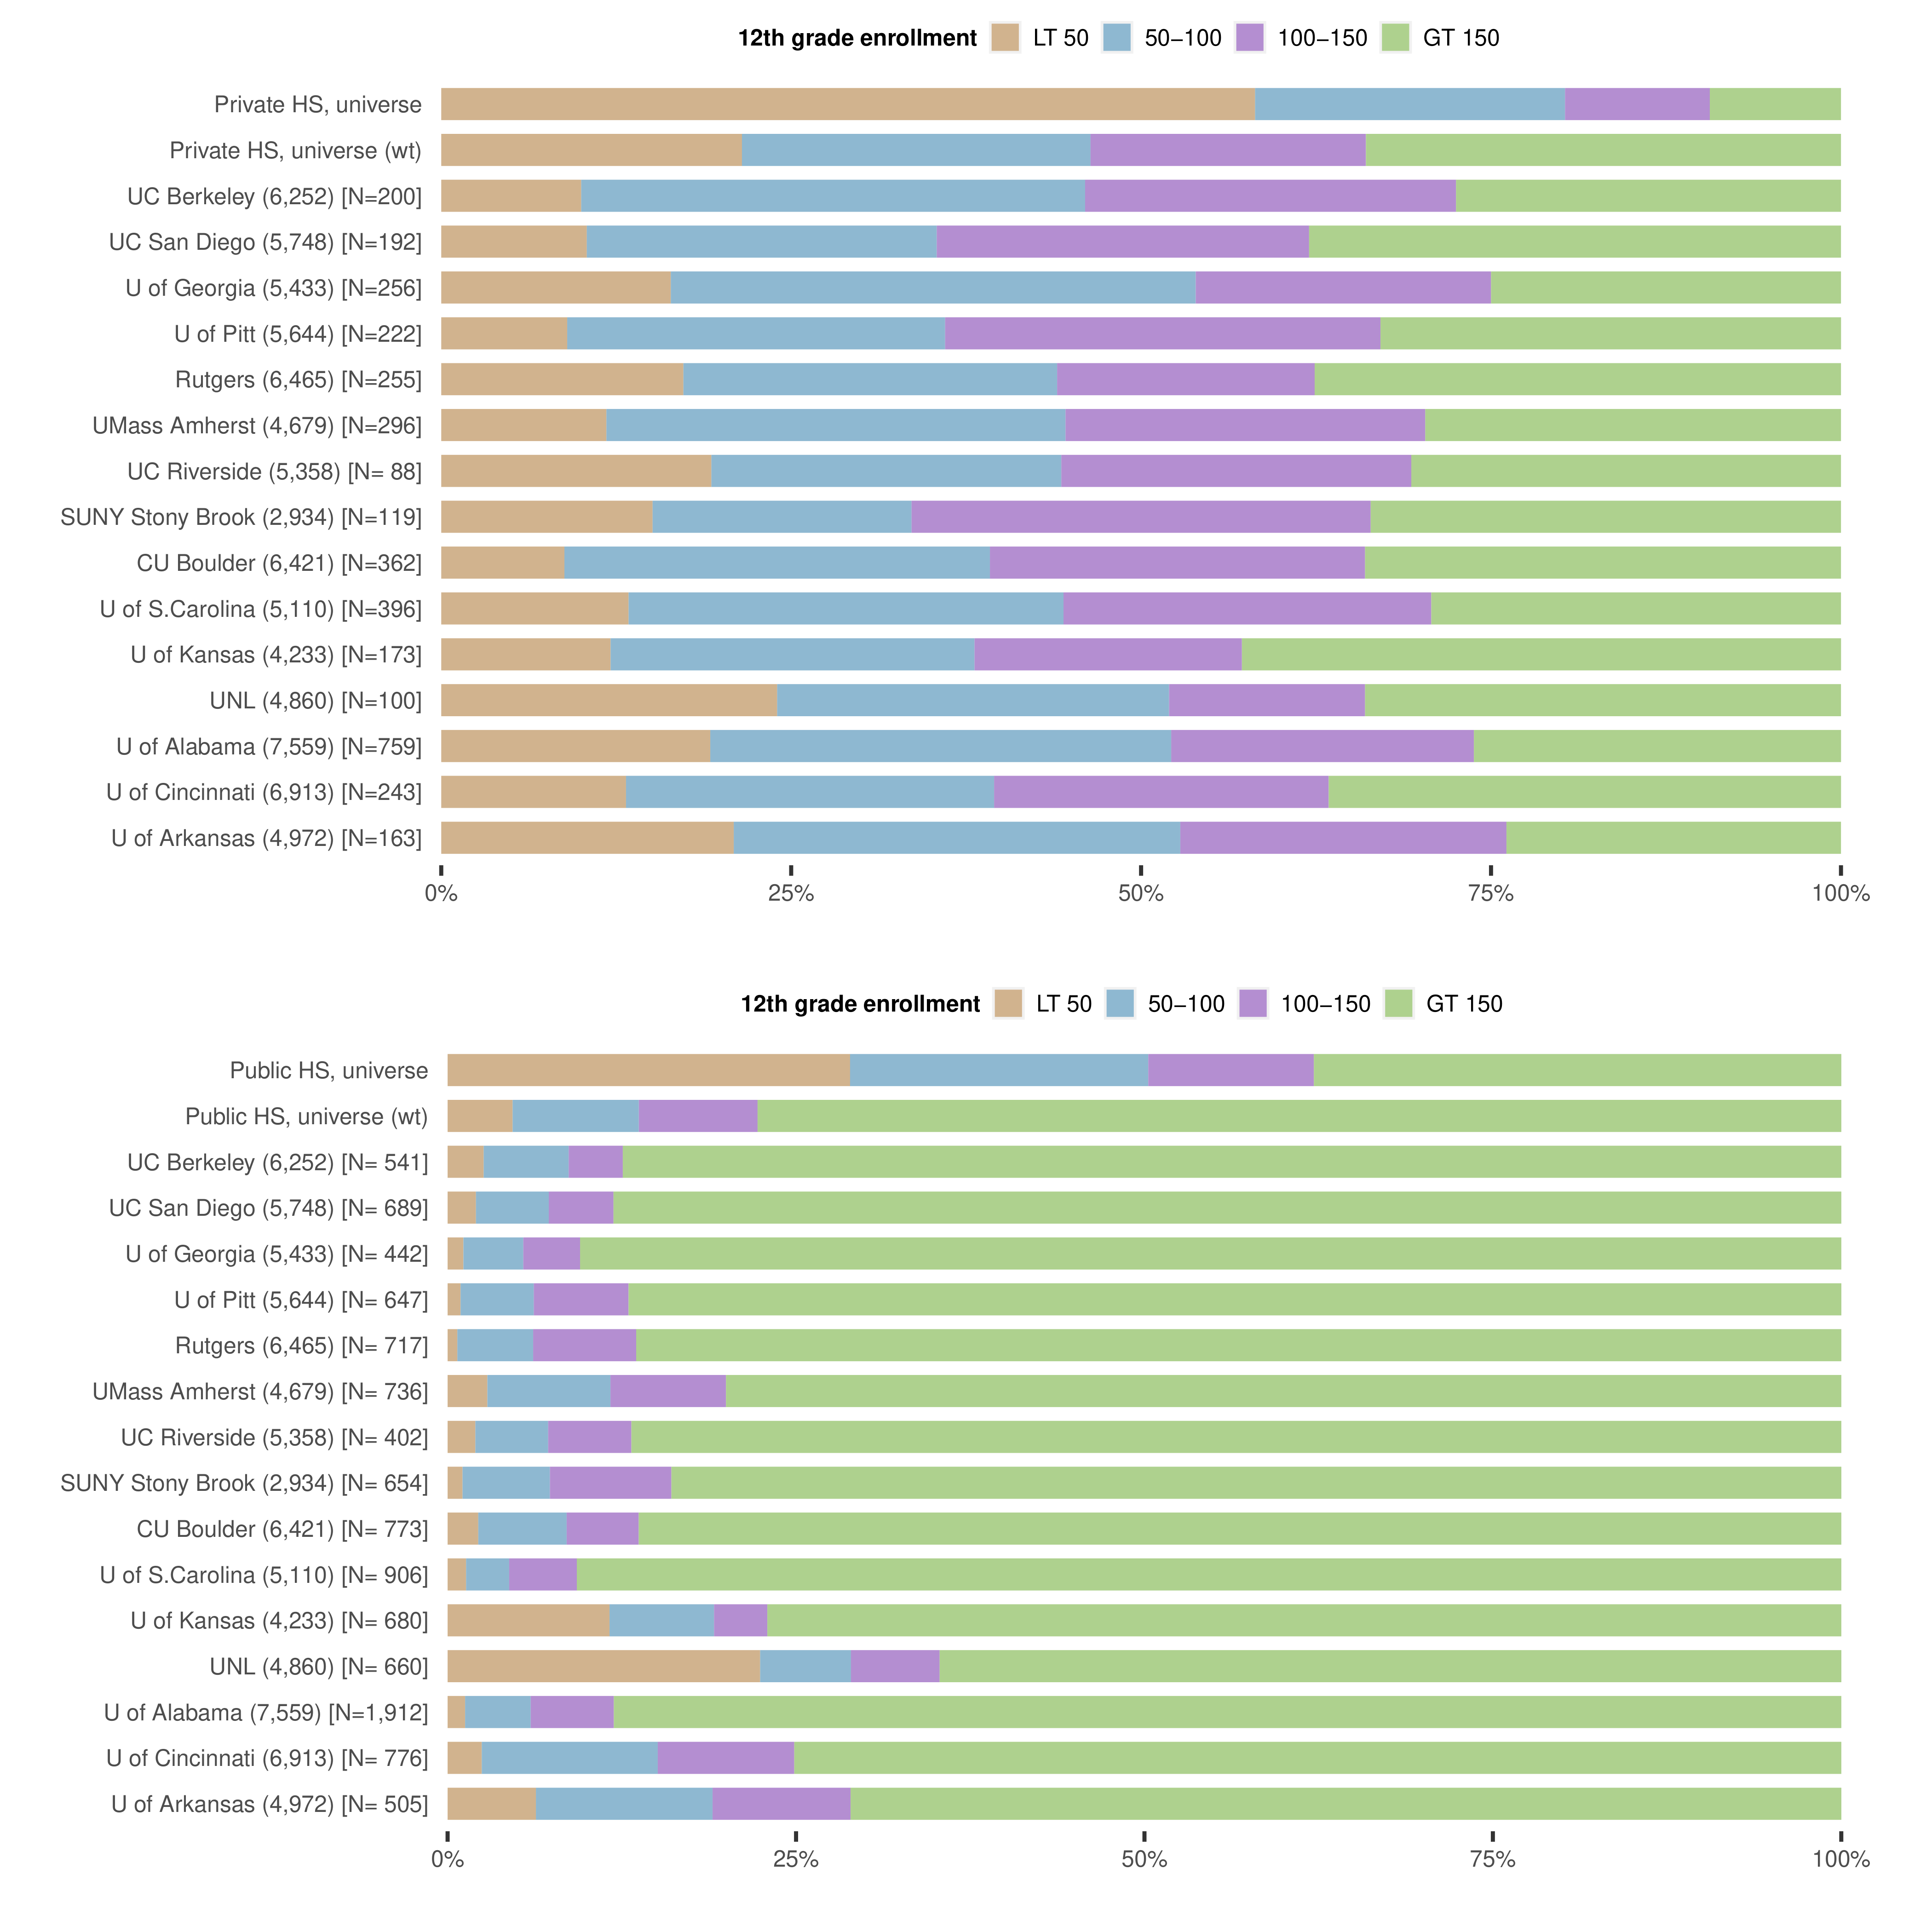 12th grade enrollment LT 50 50−100 100−150 GT 150
Private HS, universe
Private HS, universe (wt)
UC Berkeley (6,252) [N=200]
UC San Diego (5,748) [N=192]
U of Georgia (5,433) [N=256]
U of Pitt (5,644) [N=222]
Rutgers (6,465) [N=255]
UMass Amherst (4,679) [N=296]
UC Riverside (5,358) [N= 88]
SUNY Stony Brook (2,934) [N=119]
CU Boulder (6,421) [N=362]
U of S.Carolina (5,110) [N=396]
U of Kansas (4,233) [N=173]
UNL (4,860) [N=100]
U of Alabama (7,559) [N=759]
U of Cincinnati (6,913) [N=243]
U of Arkansas (4,972) [N=163]
0% 25% 50% 75% 100%
12th grade enrollment LT 50 50−100 100−150 GT 150
Public HS, universe
Public HS, universe (wt)
UC Berkeley (6,252) [N= 541]
UC San Diego (5,748) [N= 689]
U of Georgia (5,433) [N= 442]
U of Pitt (5,644) [N= 647]
Rutgers (6,465) [N= 717]
UMass Amherst (4,679) [N= 736]
UC Riverside (5,358) [N= 402]
SUNY Stony Brook (2,934) [N= 654]
CU Boulder (6,421) [N= 773]
U of S.Carolina (5,110) [N= 906]
U of Kansas (4,233) [N= 680]
UNL (4,860) [N= 660]
U of Alabama (7,559) [N=1,912]
U of Cincinnati (6,913) [N= 776]
U of Arkansas (4,972) [N= 505]
0% 25% 50% 75% 100%